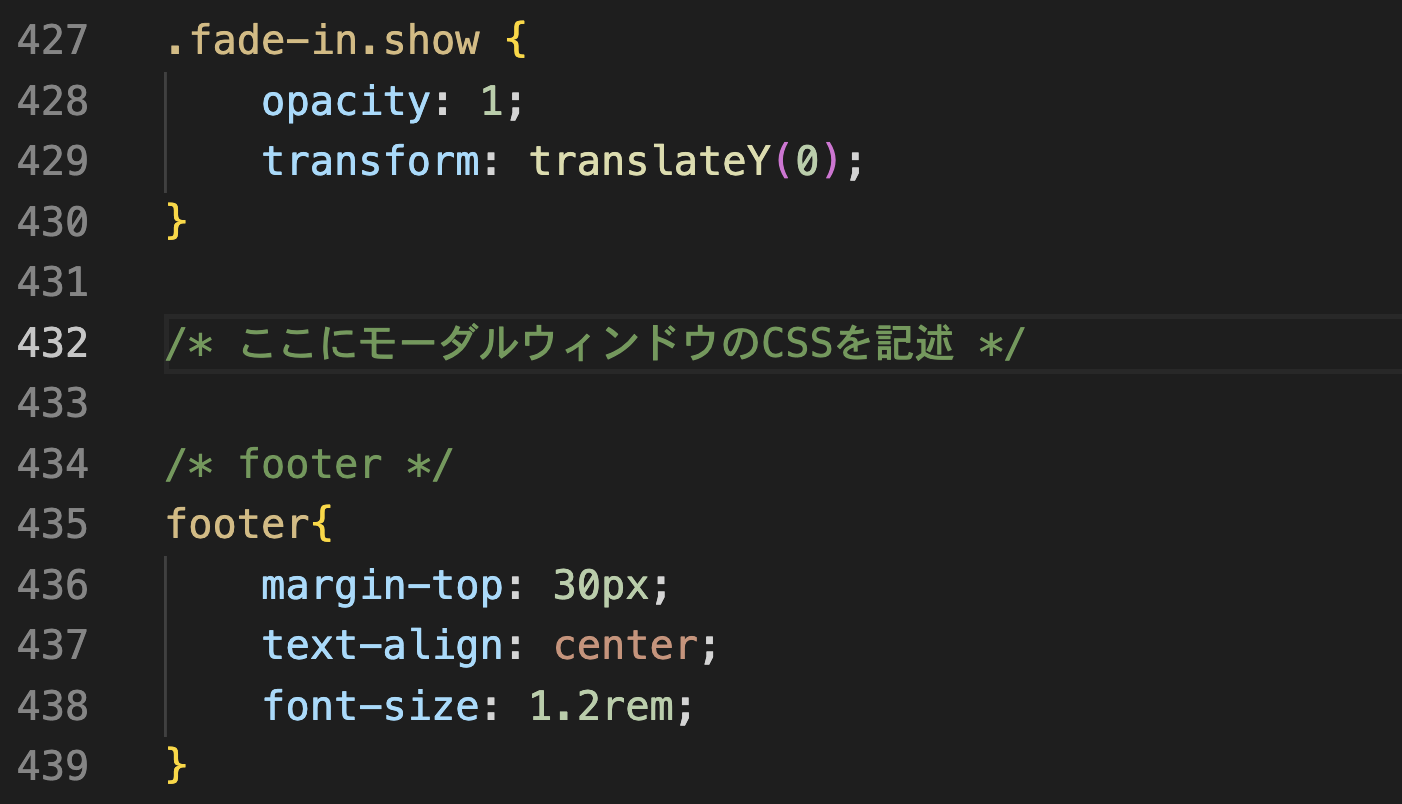 427 .fade-in.show {
428 opacity: 1;
429 transform: translateY(0);
430 }
431
432 /* ここにモーダルウィンドウのCSSを記述 */
433
434 /* footer */
435 footer{
436 margin-top: 30px;
437 text-align: center;
438 font-size: 1.2rem;
439 }